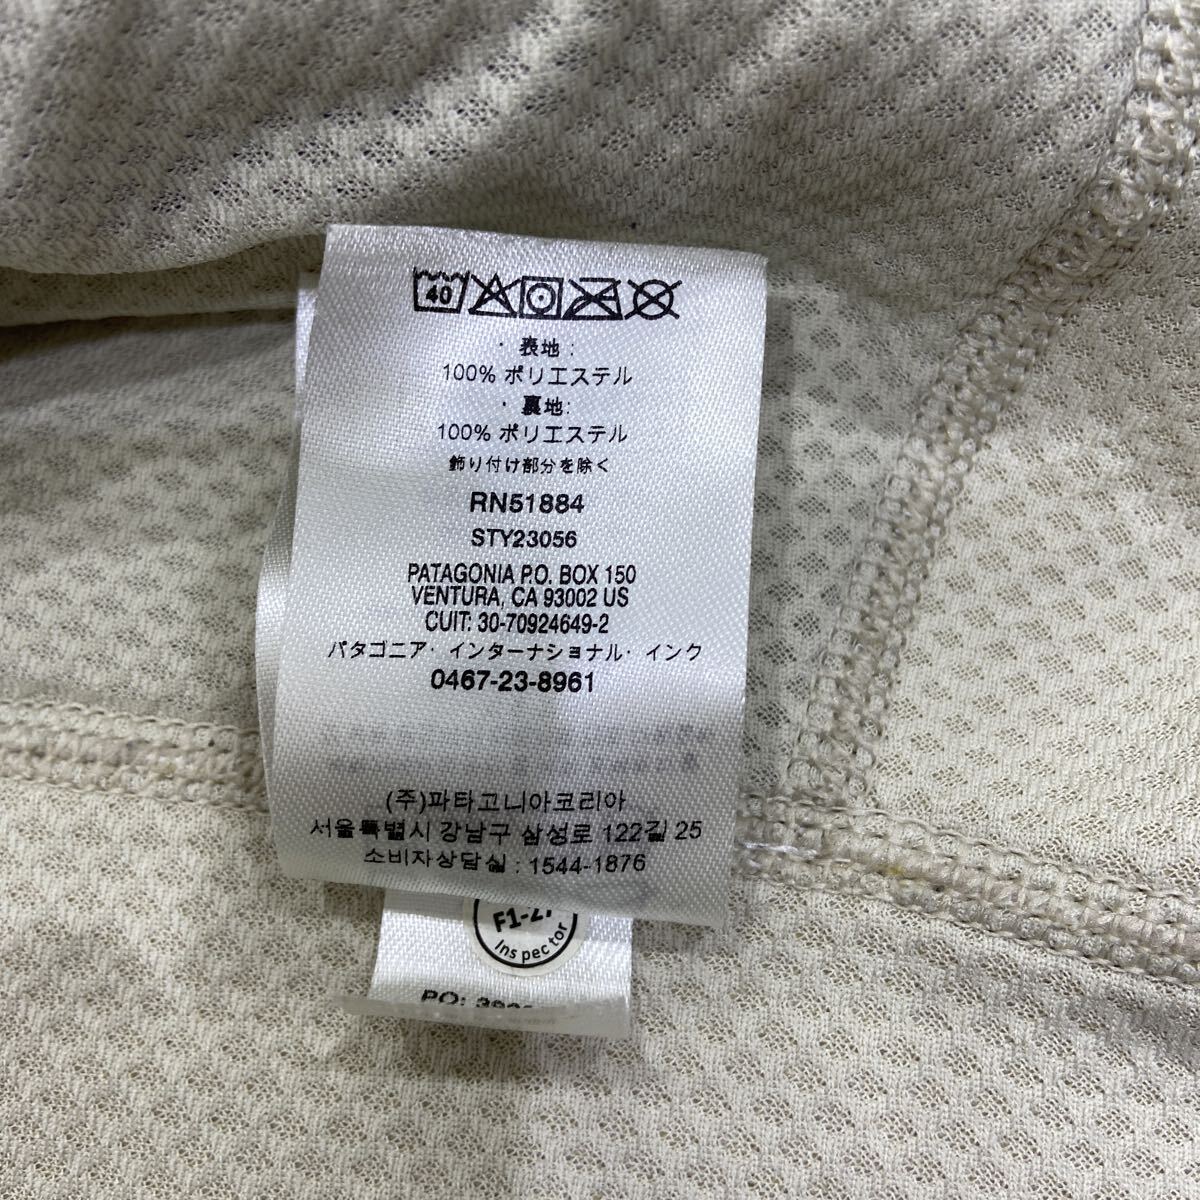 40
・表地:
100% ポリエステル
・裏地:
100% ポリエステル
飾り付け部分を除く
RN51884
STY23056
PATAGONIA P.O. BOX 150
VENTURA, CA 93002 US
CUIT: 30-70924649-2
パタゴニア・インターナショナル・インク
0467-23-8961
(주)파타고니아코리아
서울특별시 강남구 삼성로 122길 25
소비자상담실 : 1544-1876
Inspector
PO: